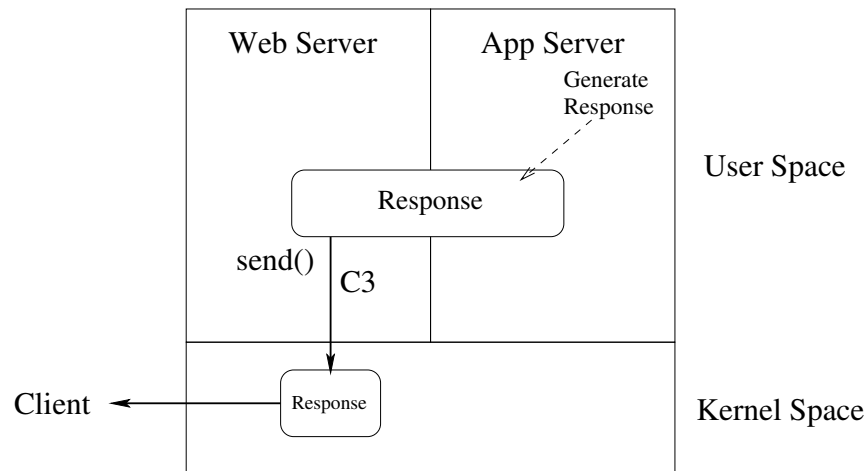 Web Server
App Server
Generate
Response
User Space
Response
send()
C3
Response
Client
Kernel Space